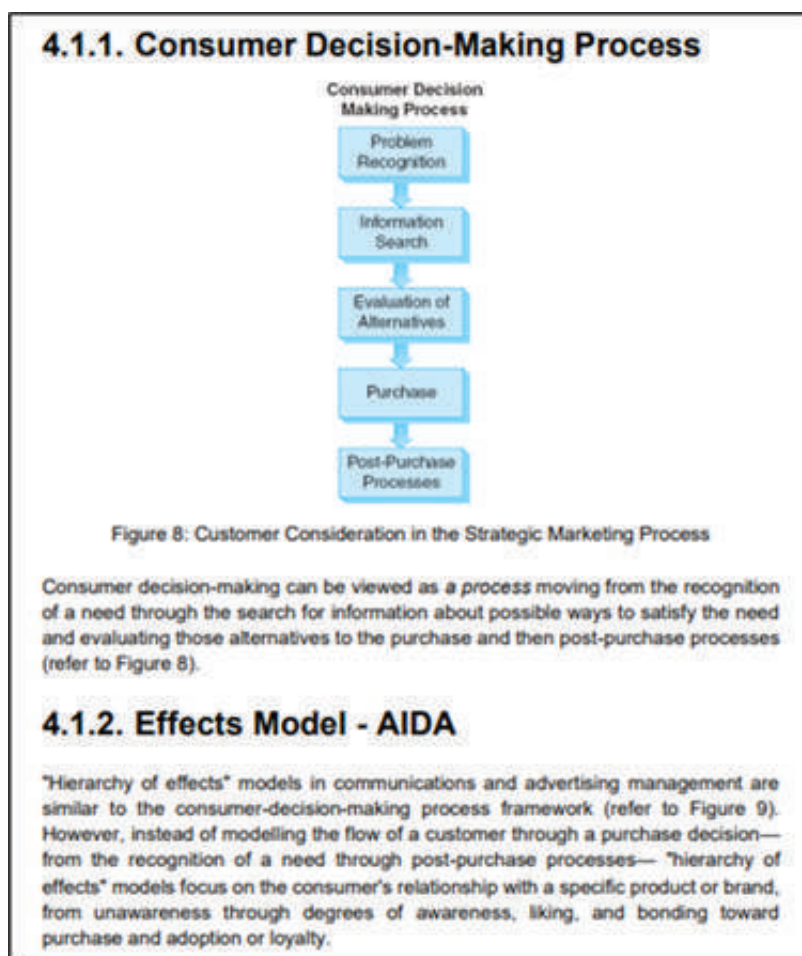 4.1.1. Consumer Decision-Making Process
Consumer Decision
Making Process
Problem
Recognition
Information
Search
Evaluation of
Alternatives
Purchase
Post-Purchase
Processes
Figure 8: Customer Consideration in the Strategic Marketing Process
Consumer decision-making can be viewed as a process moving from the recognition
of a need through the search for information about possible ways to satisfy the need
and evaluating those alternatives to the purchase and then post-purchase processes
(refer to Figure 8).
4.1.2. Effects Model - AIDA
"Hierarchy of effects" models in communications and advertising management are
similar to the consumer-decision-making process framework (refer to Figure 9).
However, instead of modelling the flow of a customer through a purchase decision—
from the recognition of a need through post-purchase processes— "hierarchy of
effects" models focus on the consumer's relationship with a specific product or brand,
from unawareness through degrees of awareness, liking, and bonding toward
purchase and adoption or loyalty.